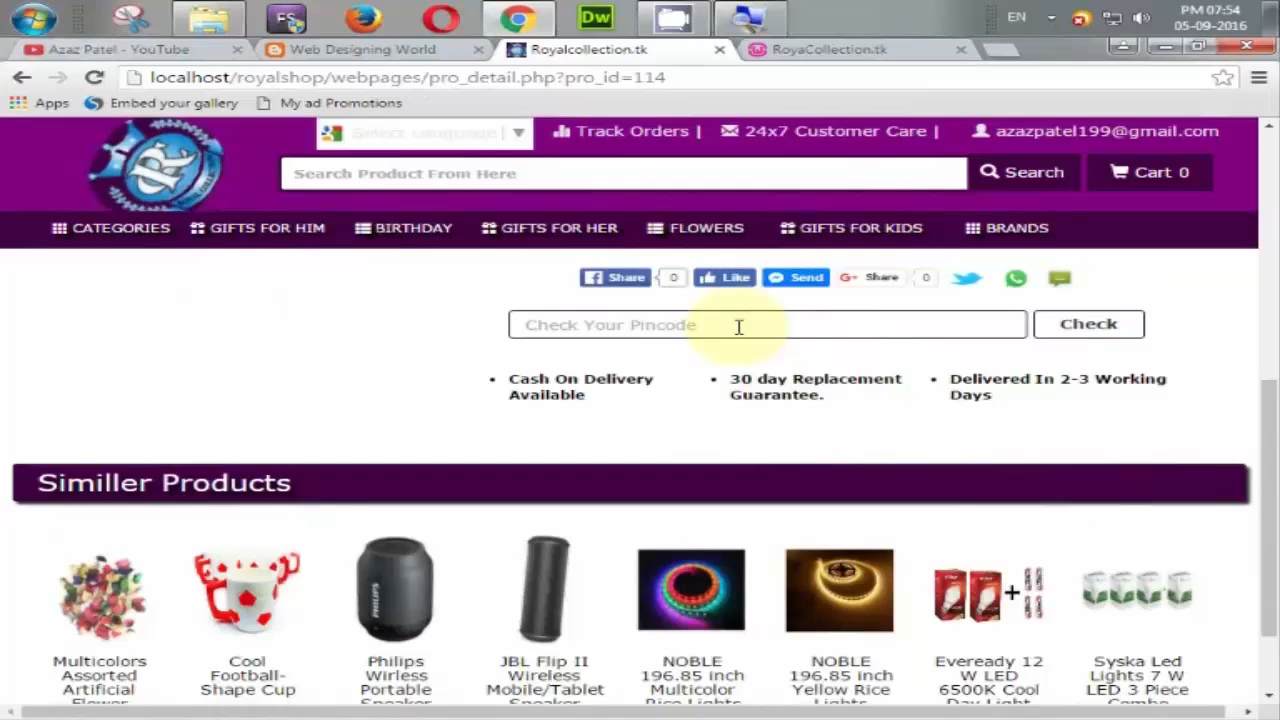 PM 07:54
EN
05-09-2016
Azaz Patel - YouTube
Web Designing World
Royalcollection.tk
RoyaCollection.tk
localhost/royalshop/webpages/pro_detail.php?pro_id=114
Apps
Embed your gallery
My ad Promotions
Select Language
Track Orders |
24x7 Customer Care |
azazpatel199@gmail.com
Search Product From Here
Search
Cart 0
CATEGORIES
GIFTS FOR HIM
BIRTHDAY
GIFTS FOR HER
FLOWERS
GIFTS FOR KIDS
BRANDS
Share
0
Like
Send
G+ Share
0
Check Your Pincode
Check
• Cash On Delivery
Available
• 30 day Replacement
Guarantee.
• Delivered In 2-3 Working
Days
Similler Products
PHILIPS
Multicolors
Assorted
Artificial
Flower
Cool
Football-
Shape Cup
Philips
Wirless
Portable
Speaker
JBL Flip II
Wireless
Mobile/Tablet
Speaker
NOBLE
196.85 inch
Multicolor
Rice Lights
NOBLE
196.85 inch
Yellow Rice
Lights
Eveready 12
W LED
6500K Cool
Day Light
Syska Led
Lights 7 W
LED 3 Piece
Combo